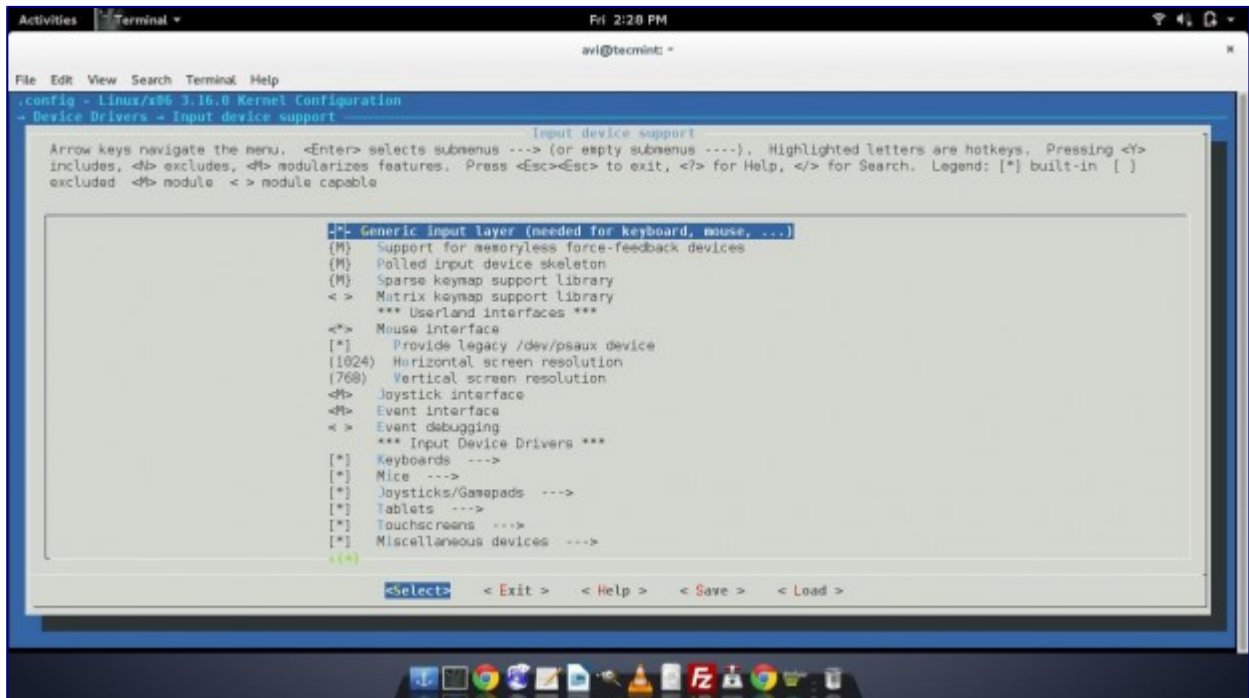 Activities Terminal Fri 2:28 PM
avi@tecmint: ~
File Edit View Search Terminal Help
.config - Linux/x86 3.16.0 Kernel Configuration
→ Device Drivers → Input device support
Input device support
Arrow keys navigate the menu. <Enter> selects submenus ---> (or empty submenus ----). Highlighted letters are hotkeys. Pressing <Y>
includes, <N> excludes, <M> modularizes features. Press <Esc><Esc> to exit, <?> for Help, </> for Search. Legend: [*] built-in [ ]
excluded <M> module < > module capable
-*- Generic input layer (needed for keyboard, mouse, ...)
{M} Support for memoryless force-feedback devices
{M} Polled input device skeleton
{M} Sparse keymap support library
< > Matrix keymap support library
*** Userland interfaces ***
<*> Mouse interface
[*] Provide legacy /dev/psaux device
(1024) Horizontal screen resolution
(768) Vertical screen resolution
<M> Joystick interface
<M> Event interface
< > Event debugging
*** Input Device Drivers ***
[*] Keyboards --->
[*] Mice --->
[*] Joysticks/Gamepads --->
[*] Tablets --->
[*] Touchscreens --->
[*] Miscellaneous devices --->
↓(+)
<Select> < Exit > < Help > < Save > < Load >
Fz